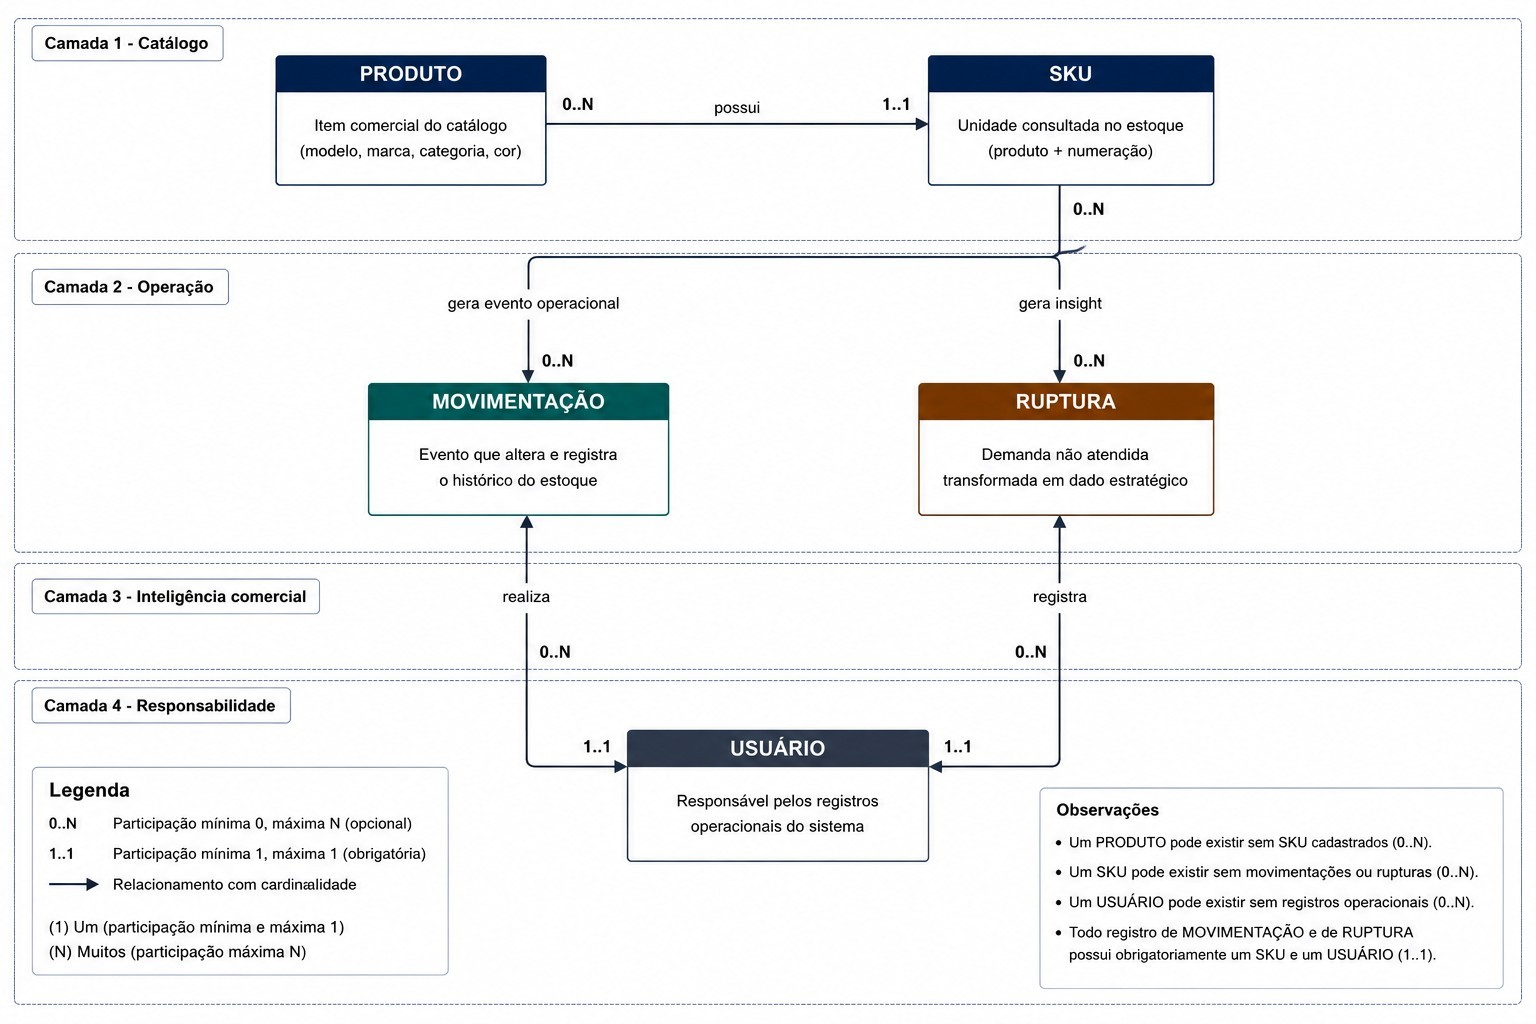 Camada 1 - Catálogo
PRODUTO
Item comercial do catálogo
(modelo, marca, categoria, cor)
0..N
possui
1..1
SKU
Unidade consultada no estoque
(produto + numeração)
0..N
Camada 2 - Operação
gera evento operacional
gera insight
0..N
0..N
MOVIMENTAÇÃO
Evento que altera e registra
o histórico do estoque
RUPTURA
Demanda não atendida
transformada em dado estratégico
Camada 3 - Inteligência comercial
realiza
registra
0..N
0..N
Camada 4 - Responsabilidade
1..1
USUÁRIO
1..1
Responsável pelos registros
operacionais do sistema
Legenda
0..N Participação mínima 0, máxima N (opcional)
1..1 Participação mínima 1, máxima 1 (obrigatória)
Relacionamento com cardinalidade
(1) Um (participação mínima e máxima 1)
(N) Muitos (participação máxima N)
Observações
• Um PRODUTO pode existir sem SKU cadastrados (0..N).
• Um SKU pode existir sem movimentações ou rupturas (0..N).
• Um USUÁRIO pode existir sem registros operacionais (0..N).
• Todo registro de MOVIMENTAÇÃO e de RUPTURA
possui obrigatoriamente um SKU e um USUÁRIO (1..1).